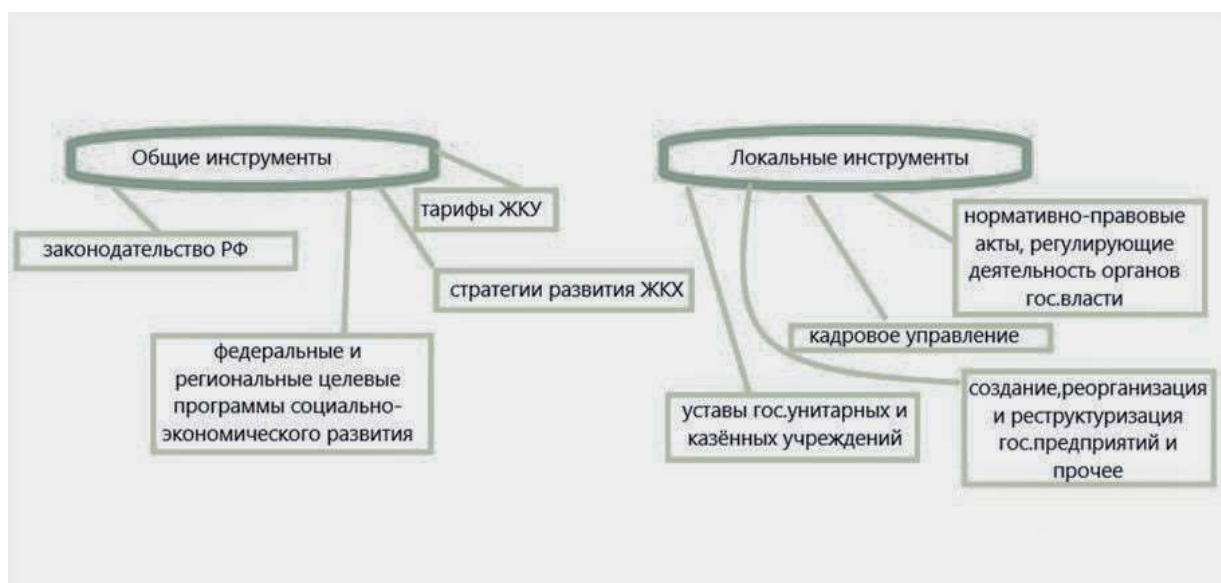 Общие инструменты
тарифы ЖКУ
законодательство РФ
стратегии развития ЖКХ
федеральные и
региональные целевые
программы социально-
экономического развития
Локальные инструменты
нормативно-правовые
акты, регулирующие
деятельность органов
гос.власти
кадровое управление
уставы гос.унитарных и
казённых учреждений
создание,реорганизация
и реструктуризация
гос.предприятий и
прочее